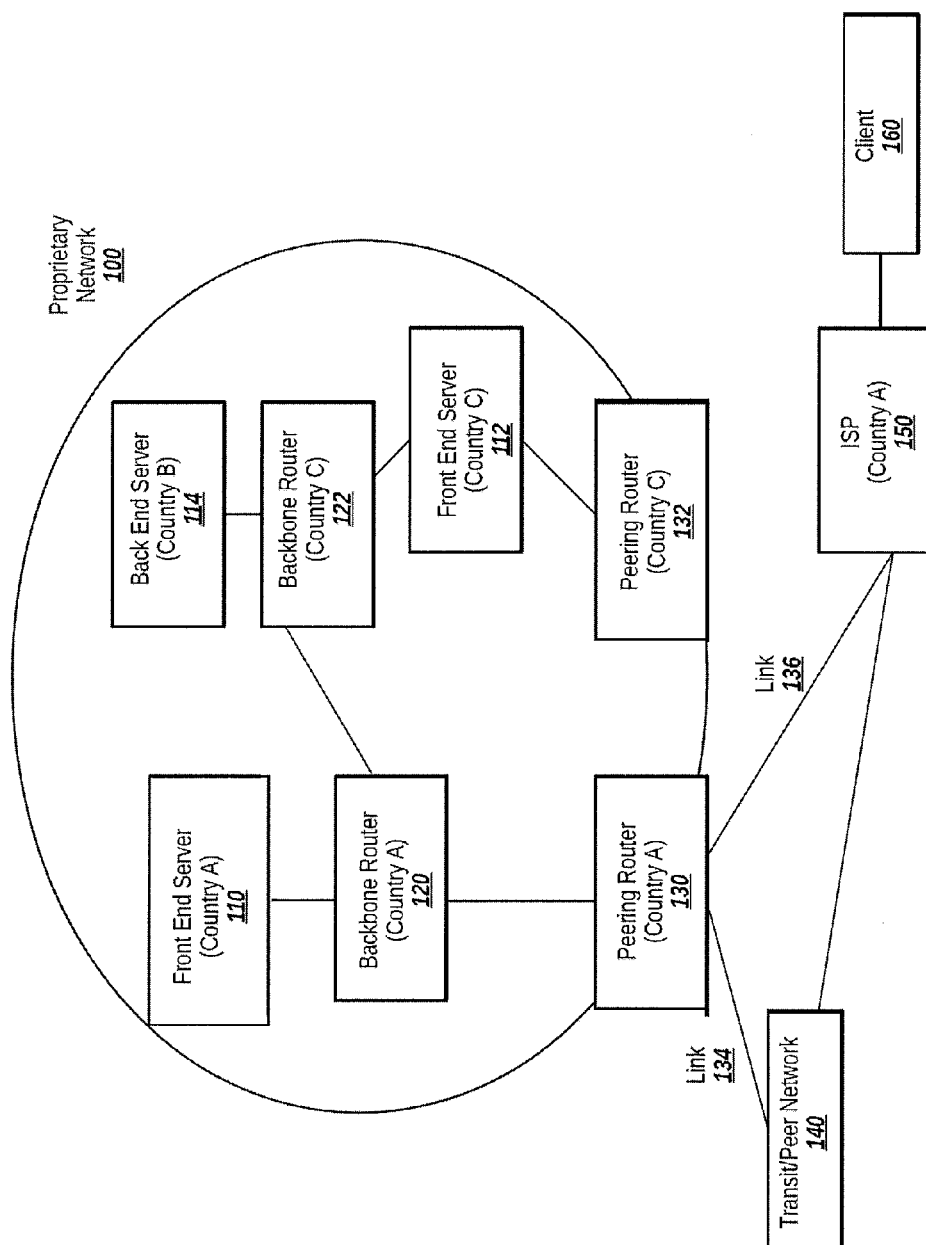 Proprietary
Network
100
Front End Server
(Country A)
110
Back End Server
(Country B)
114
Backbone Router
(Country A)
120
Backbone Router
(Country C)
122
Front End Server
(Country C)
112
Peering Router
(Country A)
130
Peering Router
(Country C)
132
Link
134
Link
136
Transit/Peer Network
140
ISP
(Country A)
150
Client
160